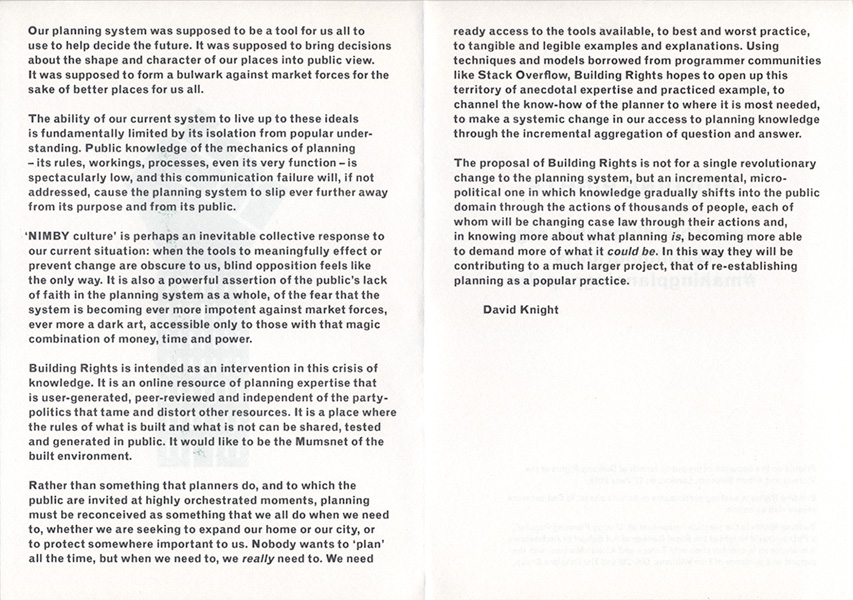 Our planning system was supposed to be a tool for us all to
use to help decide the future. It was supposed to bring decisions
about the shape and character of our places into public view.
It was supposed to form a bulwark against market forces for the
sake of better places for us all.
The ability of our current system to live up to these ideals
is fundamentally limited by its isolation from popular under-
standing. Public knowledge of the mechanics of planning
– its rules, workings, processes, even its very function – is
spectacularly low, and this communication failure will, if not
addressed, cause the planning system to slip ever further away
from its purpose and from its public.
‘NIMBY culture’ is perhaps an inevitable collective response to
our current situation: when the tools to meaningfully effect or
prevent change are obscure to us, blind opposition feels like
the only way. It is also a powerful assertion of the public’s lack
of faith in the planning system as a whole, of the fear that the
system is becoming ever more impotent against market forces,
ever more a dark art, accessible only to those with that magic
combination of money, time and power.
Building Rights is intended as an intervention in this crisis of
knowledge. It is an online resource of planning expertise that
is user-generated, peer-reviewed and independent of the party-
politics that tame and distort other resources. It is a place where
the rules of what is built and what is not can be shared, tested
and generated in public. It would like to be the Mumsnet of the
built environment.
Rather than something that planners do, and to which the
public are invited at highly orchestrated moments, planning
must be reconceived as something that we all do when we need
to, whether we are seeking to expand our home or our city, or
to protect somewhere important to us. Nobody wants to ‘plan’
all the time, but when we need to, we really need to. We need
ready access to the tools available, to best and worst practice,
to tangible and legible examples and explanations. Using
techniques and models borrowed from programmer communities
like Stack Overflow, Building Rights hopes to open up this
territory of anecdotal expertise and practiced example, to
channel the know-how of the planner to where it is most needed,
to make a systemic change in our access to planning knowledge
through the incremental aggregation of question and answer.
The proposal of Building Rights is not for a single revolutionary
change to the planning system, but an incremental, micro-
political one in which knowledge gradually shifts into the public
domain through the actions of thousands of people, each of
whom will be changing case law through their actions and,
in knowing more about what planning is, becoming more able
to demand more of what it could be. In this way they will be
contributing to a much larger project, that of re-establishing
planning as a popular practice.
David Knight